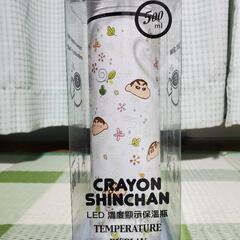 500
ml
CRAYON
SHINCHAN
LED 溫度顯示保溫瓶
TEMPERATURE